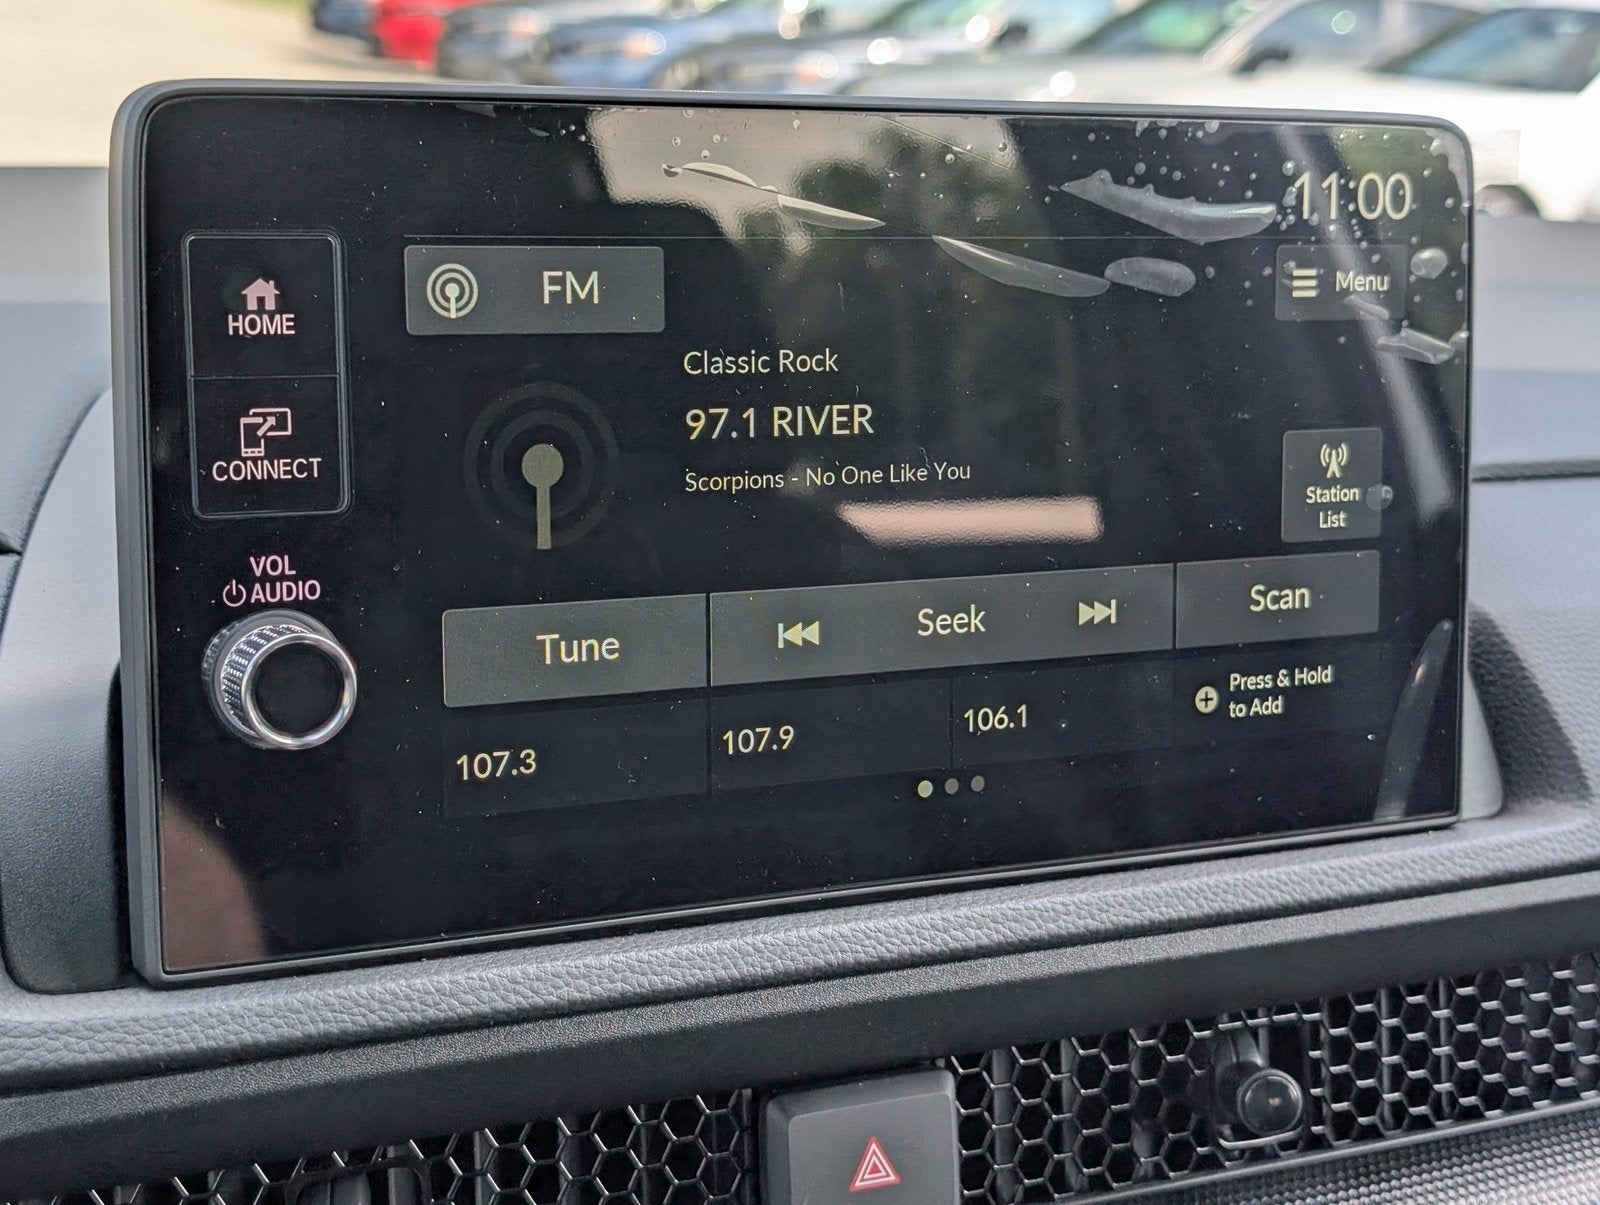 11:00
HOME
CONNECT
VOL
AUDIO
FM
Menu
Classic Rock
97.1 RIVER
Scorpions - No One Like You
Station
List
Tune
Seek
Scan
107.3
107.9
106.1
Press & Hold
to Add